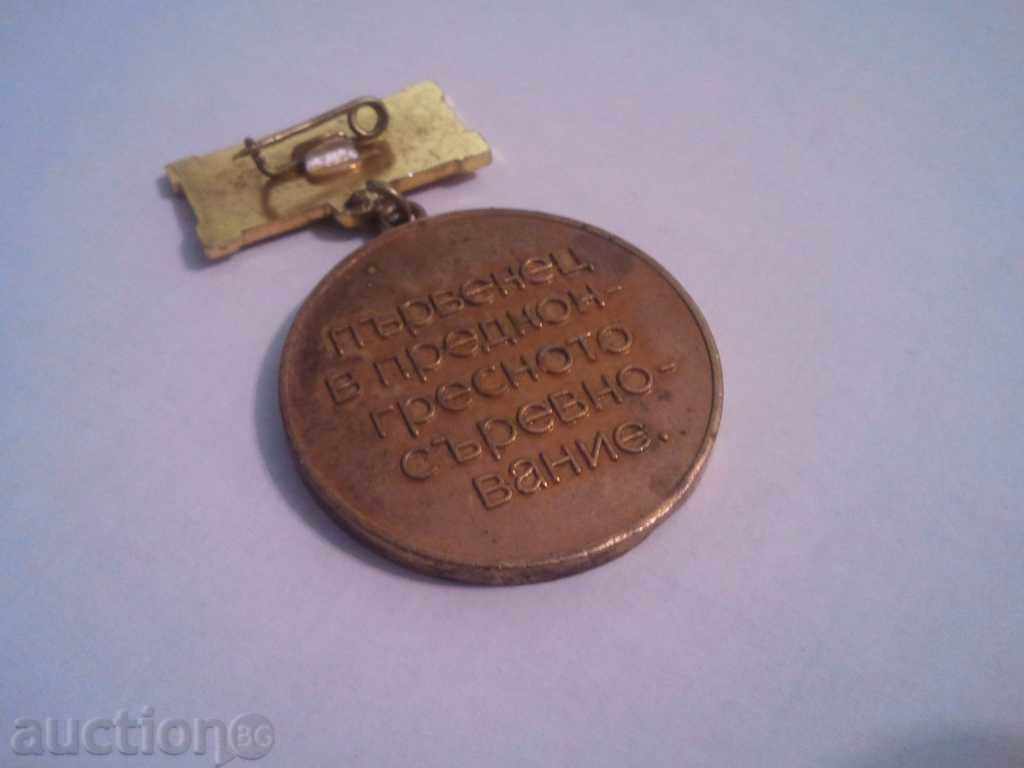 първенец
в предкон-
гресното
съревно-
вание.
auctionBG